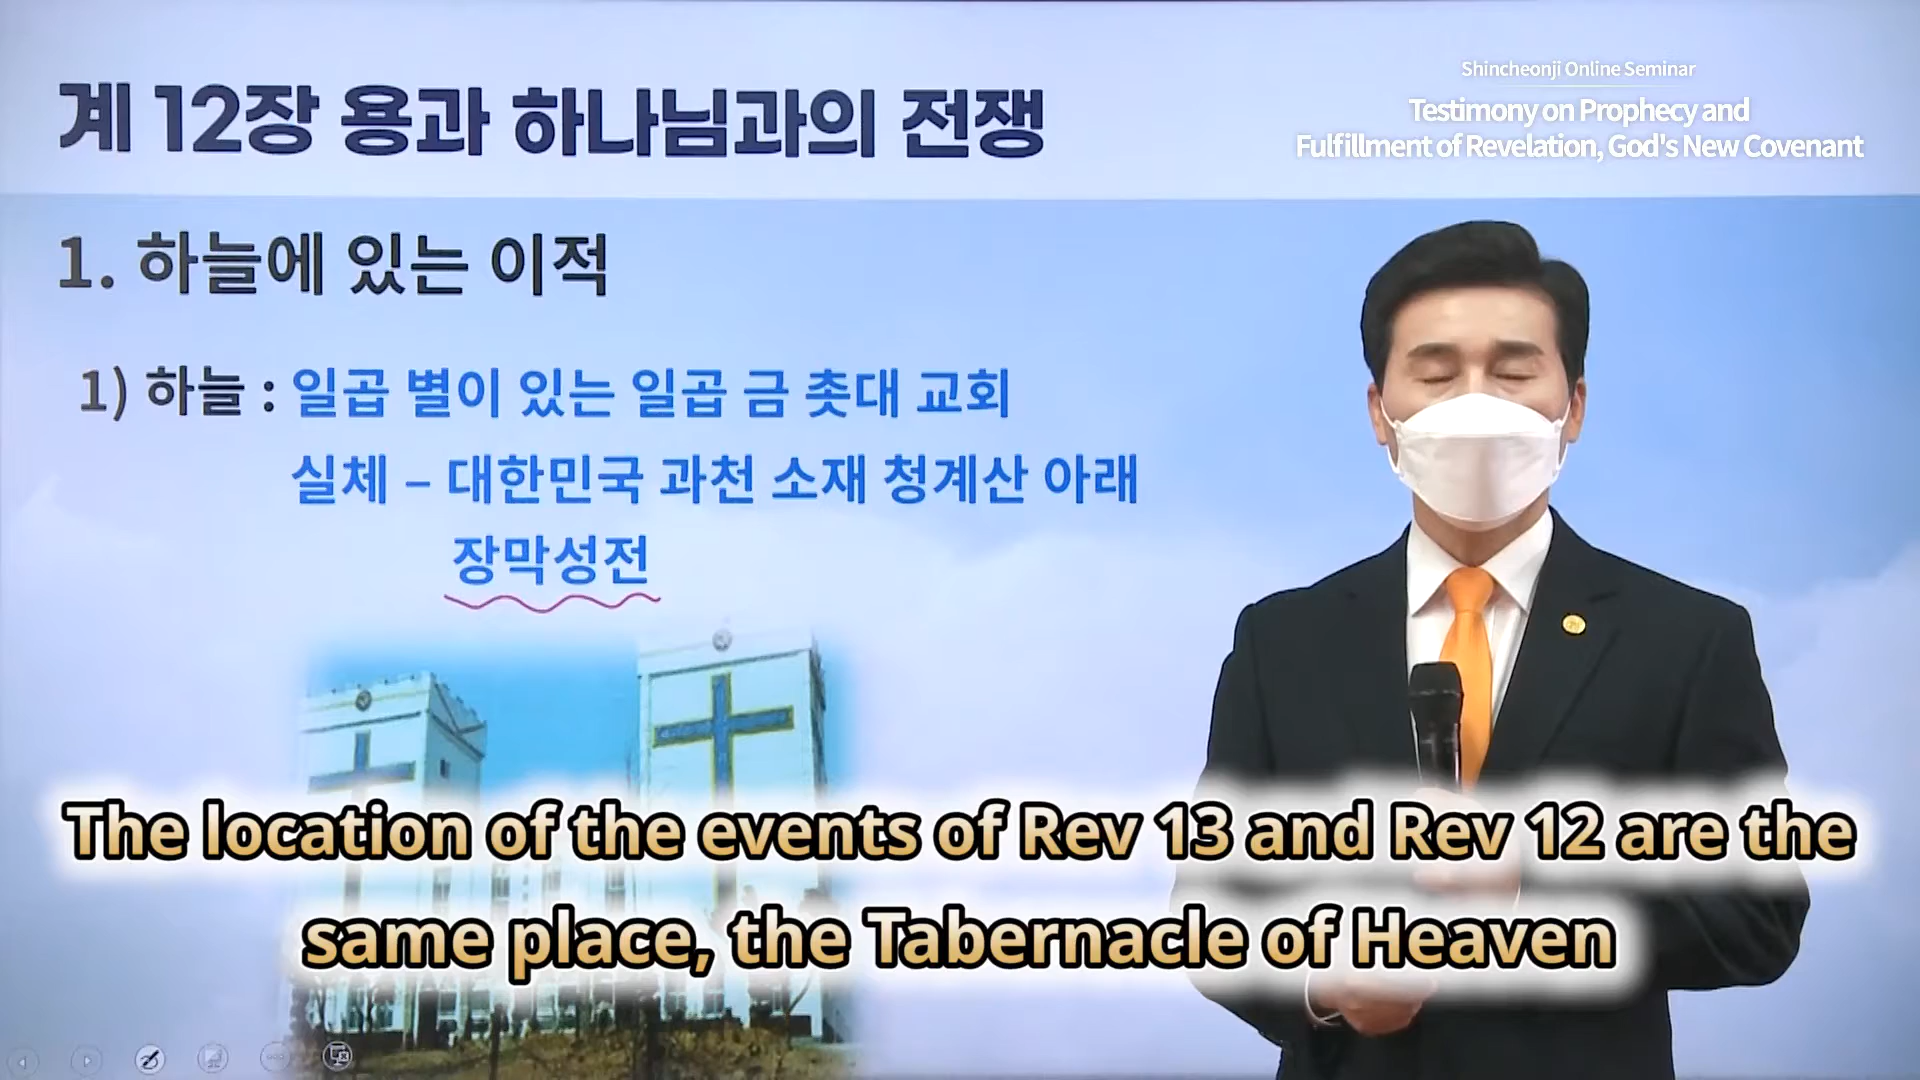 계 12장 용과 하나님과의 전쟁
Shincheonji Online Seminar
Testimony on Prophecy and
Fulfillment of Revelation, God's New Covenant
1. 하늘에 있는 이적
1) 하늘 : 일곱 별이 있는 일곱 금 촛대 교회
실체 – 대한민국 과천 소재 청계산 아래
장막성전
The location of the events of Rev 13 and Rev 12 are the
same place, the Tabernacle of Heaven